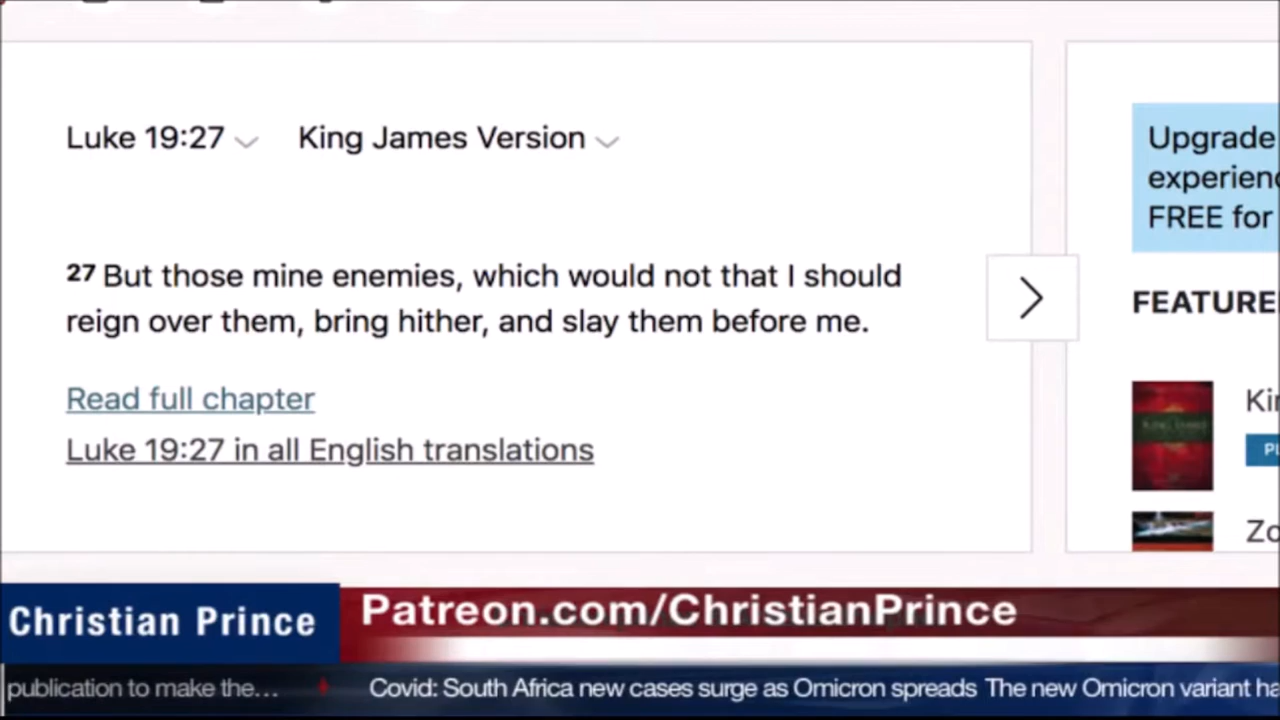 Luke 19:27 King James Version
27 But those mine enemies, which would not that I should
reign over them, bring hither, and slay them before me.
Read full chapter
Luke 19:27 in all English translations
Upgrade
FREE for
Christian Prince
Patreon.com/ChristianPrince
publication to make the... Covid: South Africa new cases surge as Omicron spreads The new Omicron variant